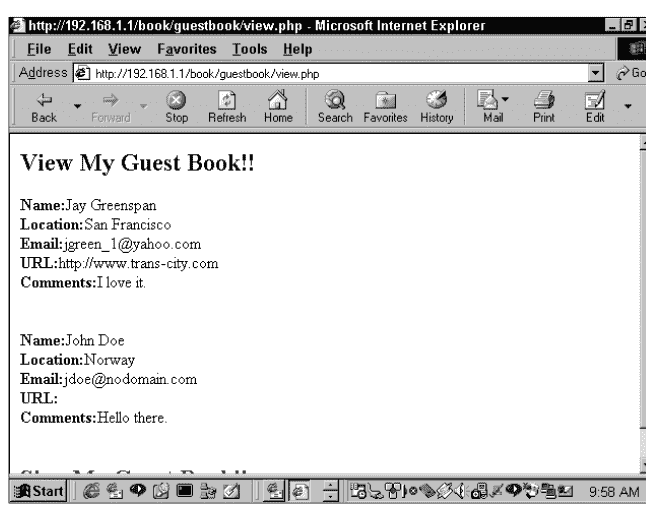 http://192.168.1.1/book/guestbook/view.php - Microsoft Internet Explorer
File Edit View Favorites Tools Help
Address http://192.168.1.1/book/guestbook/view.php Go
Back Forward Stop Refresh Home Search Favorites History Mail Print Edit
View My Guest Book!!
Name:Jay Greenspan
Location:San Francisco
Email:jgreen_1@yahoo.com
URL:http://www.trans-city.com
Comments:I love it.
Name:John Doe
Location:Norway
Email:jdoe@nodomain.com
URL:
Comments:Hello there.
My Guest Book!!
Start 9:58 AM